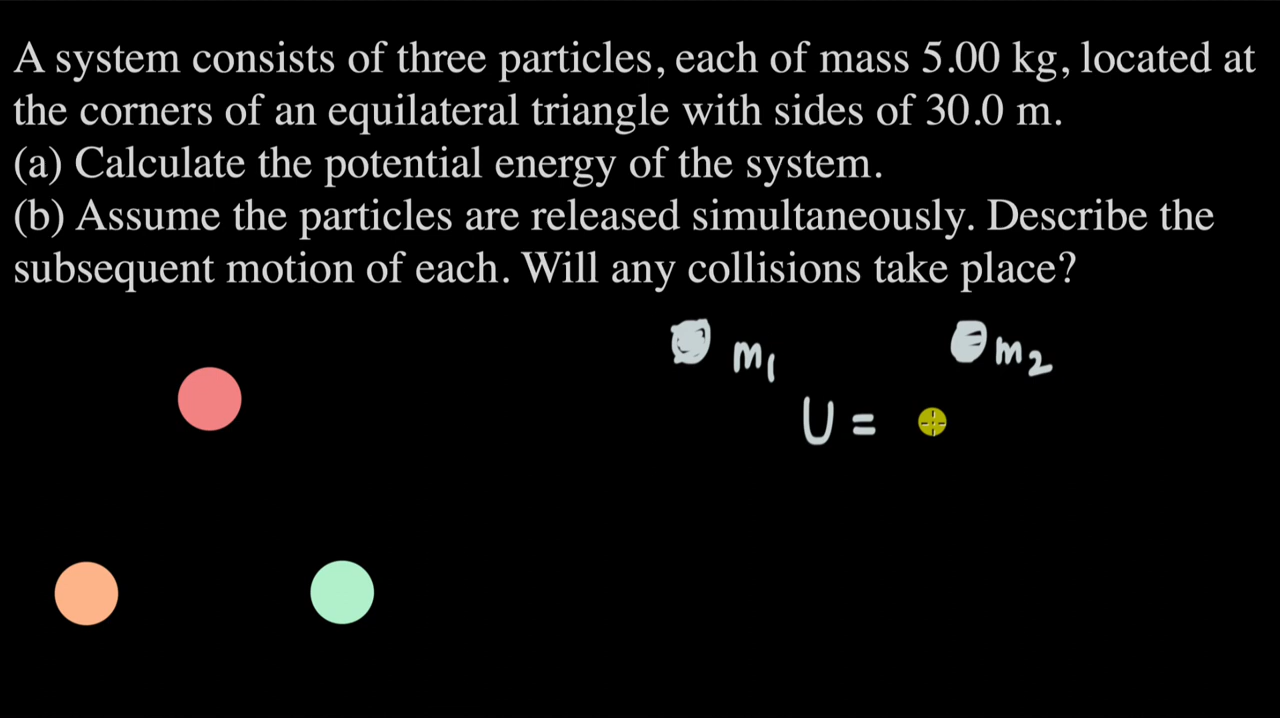 A system consists of three particles, each of mass 5.00 kg, located at
the corners of an equilateral triangle with sides of 30.0 m.
(a) Calculate the potential energy of the system.
(b) Assume the particles are released simultaneously. Describe the
subsequent motion of each. Will any collisions take place?
m₁ m₂
U =